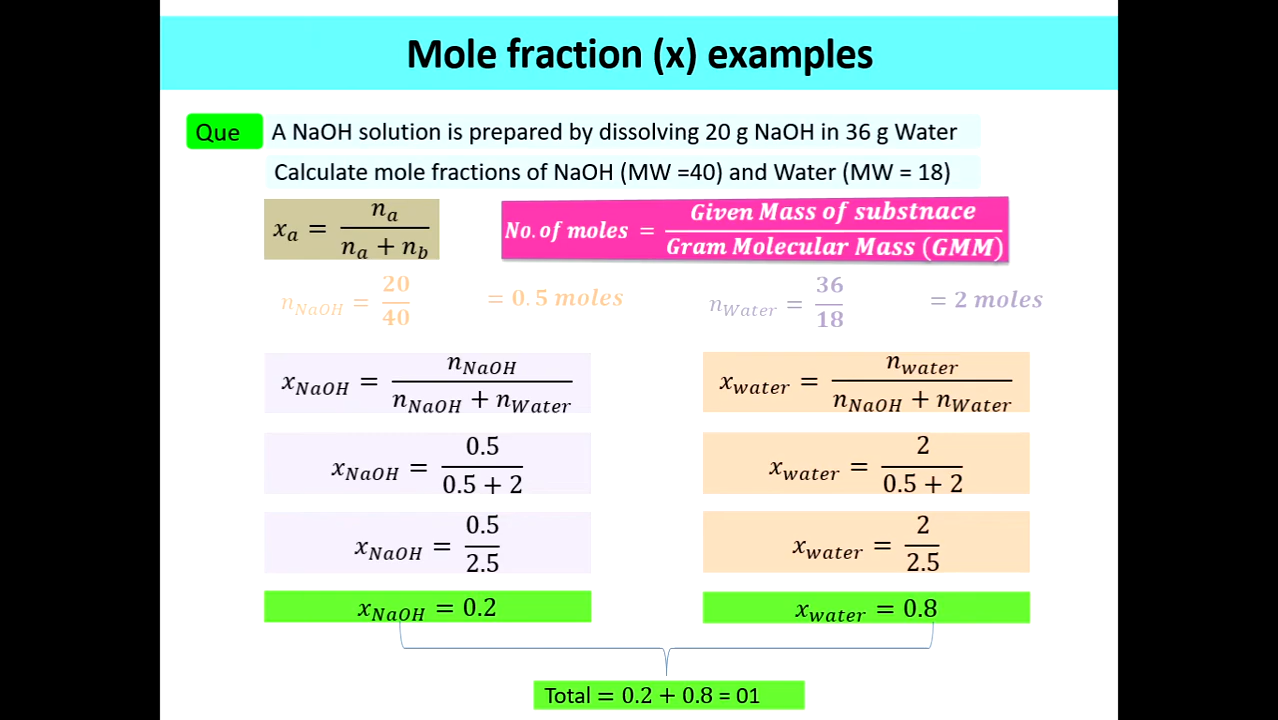 Mole fraction (x) examples
Que A NaOH solution is prepared by dissolving 20 g NaOH in 36 g Water
Calculate mole fractions of NaOH (MW =40) and Water (MW = 18)
x_a = n_a / (n_a + n_b)
No. of moles = Given Mass of substnace / Gram Molecular Mass (GMM)
n_NaOH = 20/40 = 0.5 moles
n_Water = 36/18 = 2 moles
x_NaOH = n_NaOH / (n_NaOH + n_Water)
x_water = n_water / (n_NaOH + n_Water)
x_NaOH = 0.5 / (0.5 + 2)
x_water = 2 / (0.5 + 2)
x_NaOH = 0.5 / 2.5
x_water = 2 / 2.5
x_NaOH = 0.2
x_water = 0.8
Total = 0.2 + 0.8 = 01